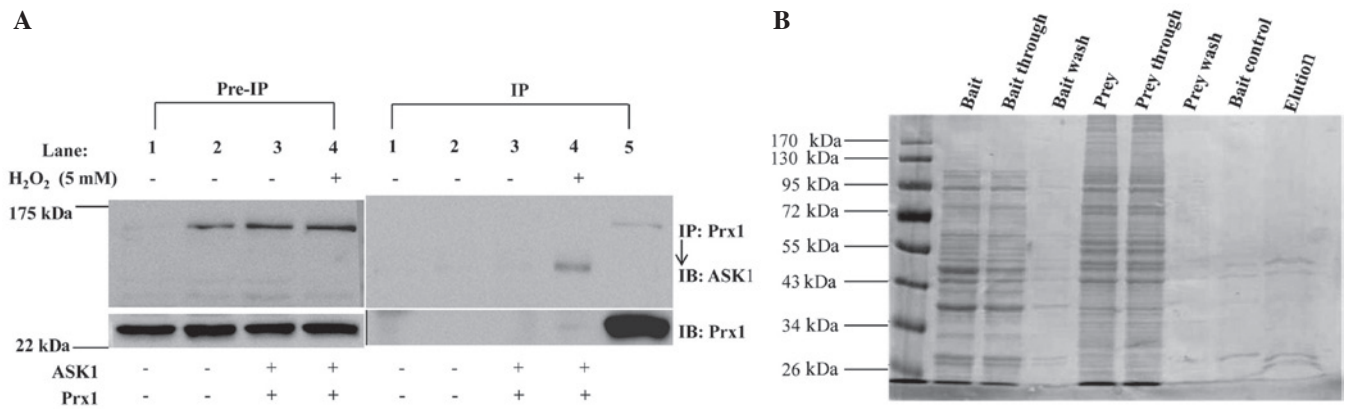 A
Pre-IP
IP
Lane:
1 2 3 4 1 2 3 4 5
H₂O₂ (5 mM)
- - - + - - - +
175 kDa
IP: Prx1
IB: ASK1
IB: Prx1
22 kDa
ASK1 - - + + - - + +
Prx1 - - + + - - + +
B
Bait
Bait through
Bait wash
Prey
Prey through
Prey wash
Bait control
Elution
170 kDa
130 kDa
95 kDa
72 kDa
55 kDa
43 kDa
34 kDa
26 kDa